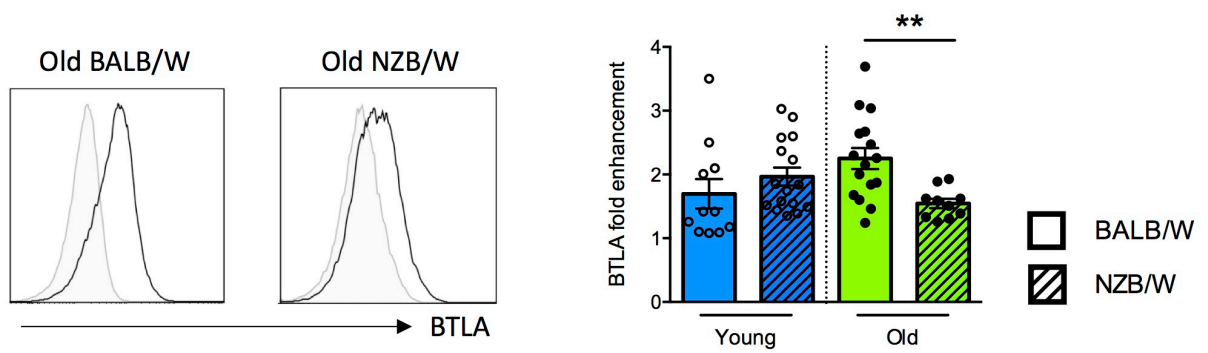 Old BALB/W
Old NZB/W
BTLA
**
BTLA fold enhancement
4
3
2
1
0
Young
Old
BALB/W
NZB/W